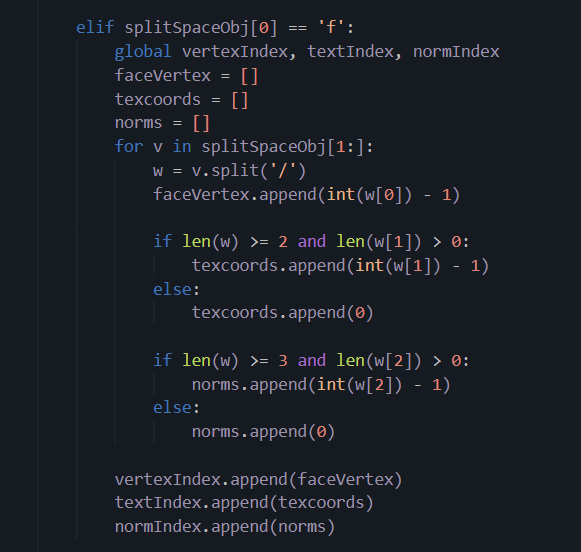 elif splitSpaceObj[0] == 'f':
global vertexIndex, textIndex, normIndex
faceVertex = []
texcoords = []
norms = []
for v in splitSpaceObj[1:]:
w = v.split('/')
faceVertex.append(int(w[0]) - 1)
if len(w) >= 2 and len(w[1]) > 0:
texcoords.append(int(w[1]) - 1)
else:
texcoords.append(0)
if len(w) >= 3 and len(w[2]) > 0:
norms.append(int(w[2]) - 1)
else:
norms.append(0)
vertexIndex.append(faceVertex)
textIndex.append(texcoords)
normIndex.append(norms)